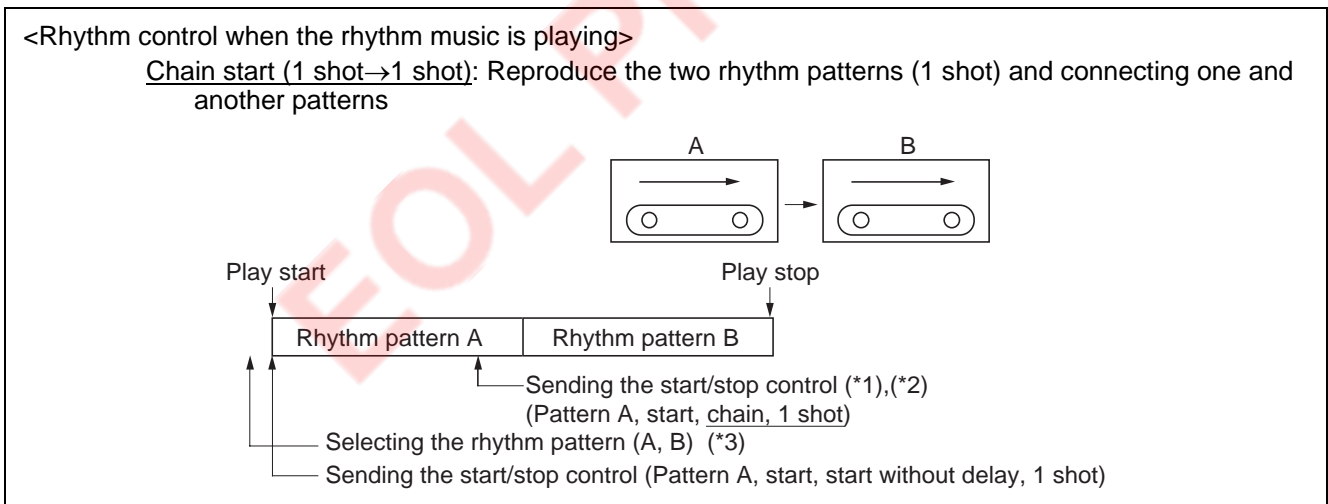 <Rhythm control when the rhythm music is playing>
Chain start (1 shot→1 shot): Reproduce the two rhythm patterns (1 shot) and connecting one and
another patterns
A B
Play start Play stop
Rhythm pattern A Rhythm pattern B
Sending the start/stop control (*1),(*2)
(Pattern A, start, chain, 1 shot)
Selecting the rhythm pattern (A, B) (*3)
Sending the start/stop control (Pattern A, start, start without delay, 1 shot)
EOL